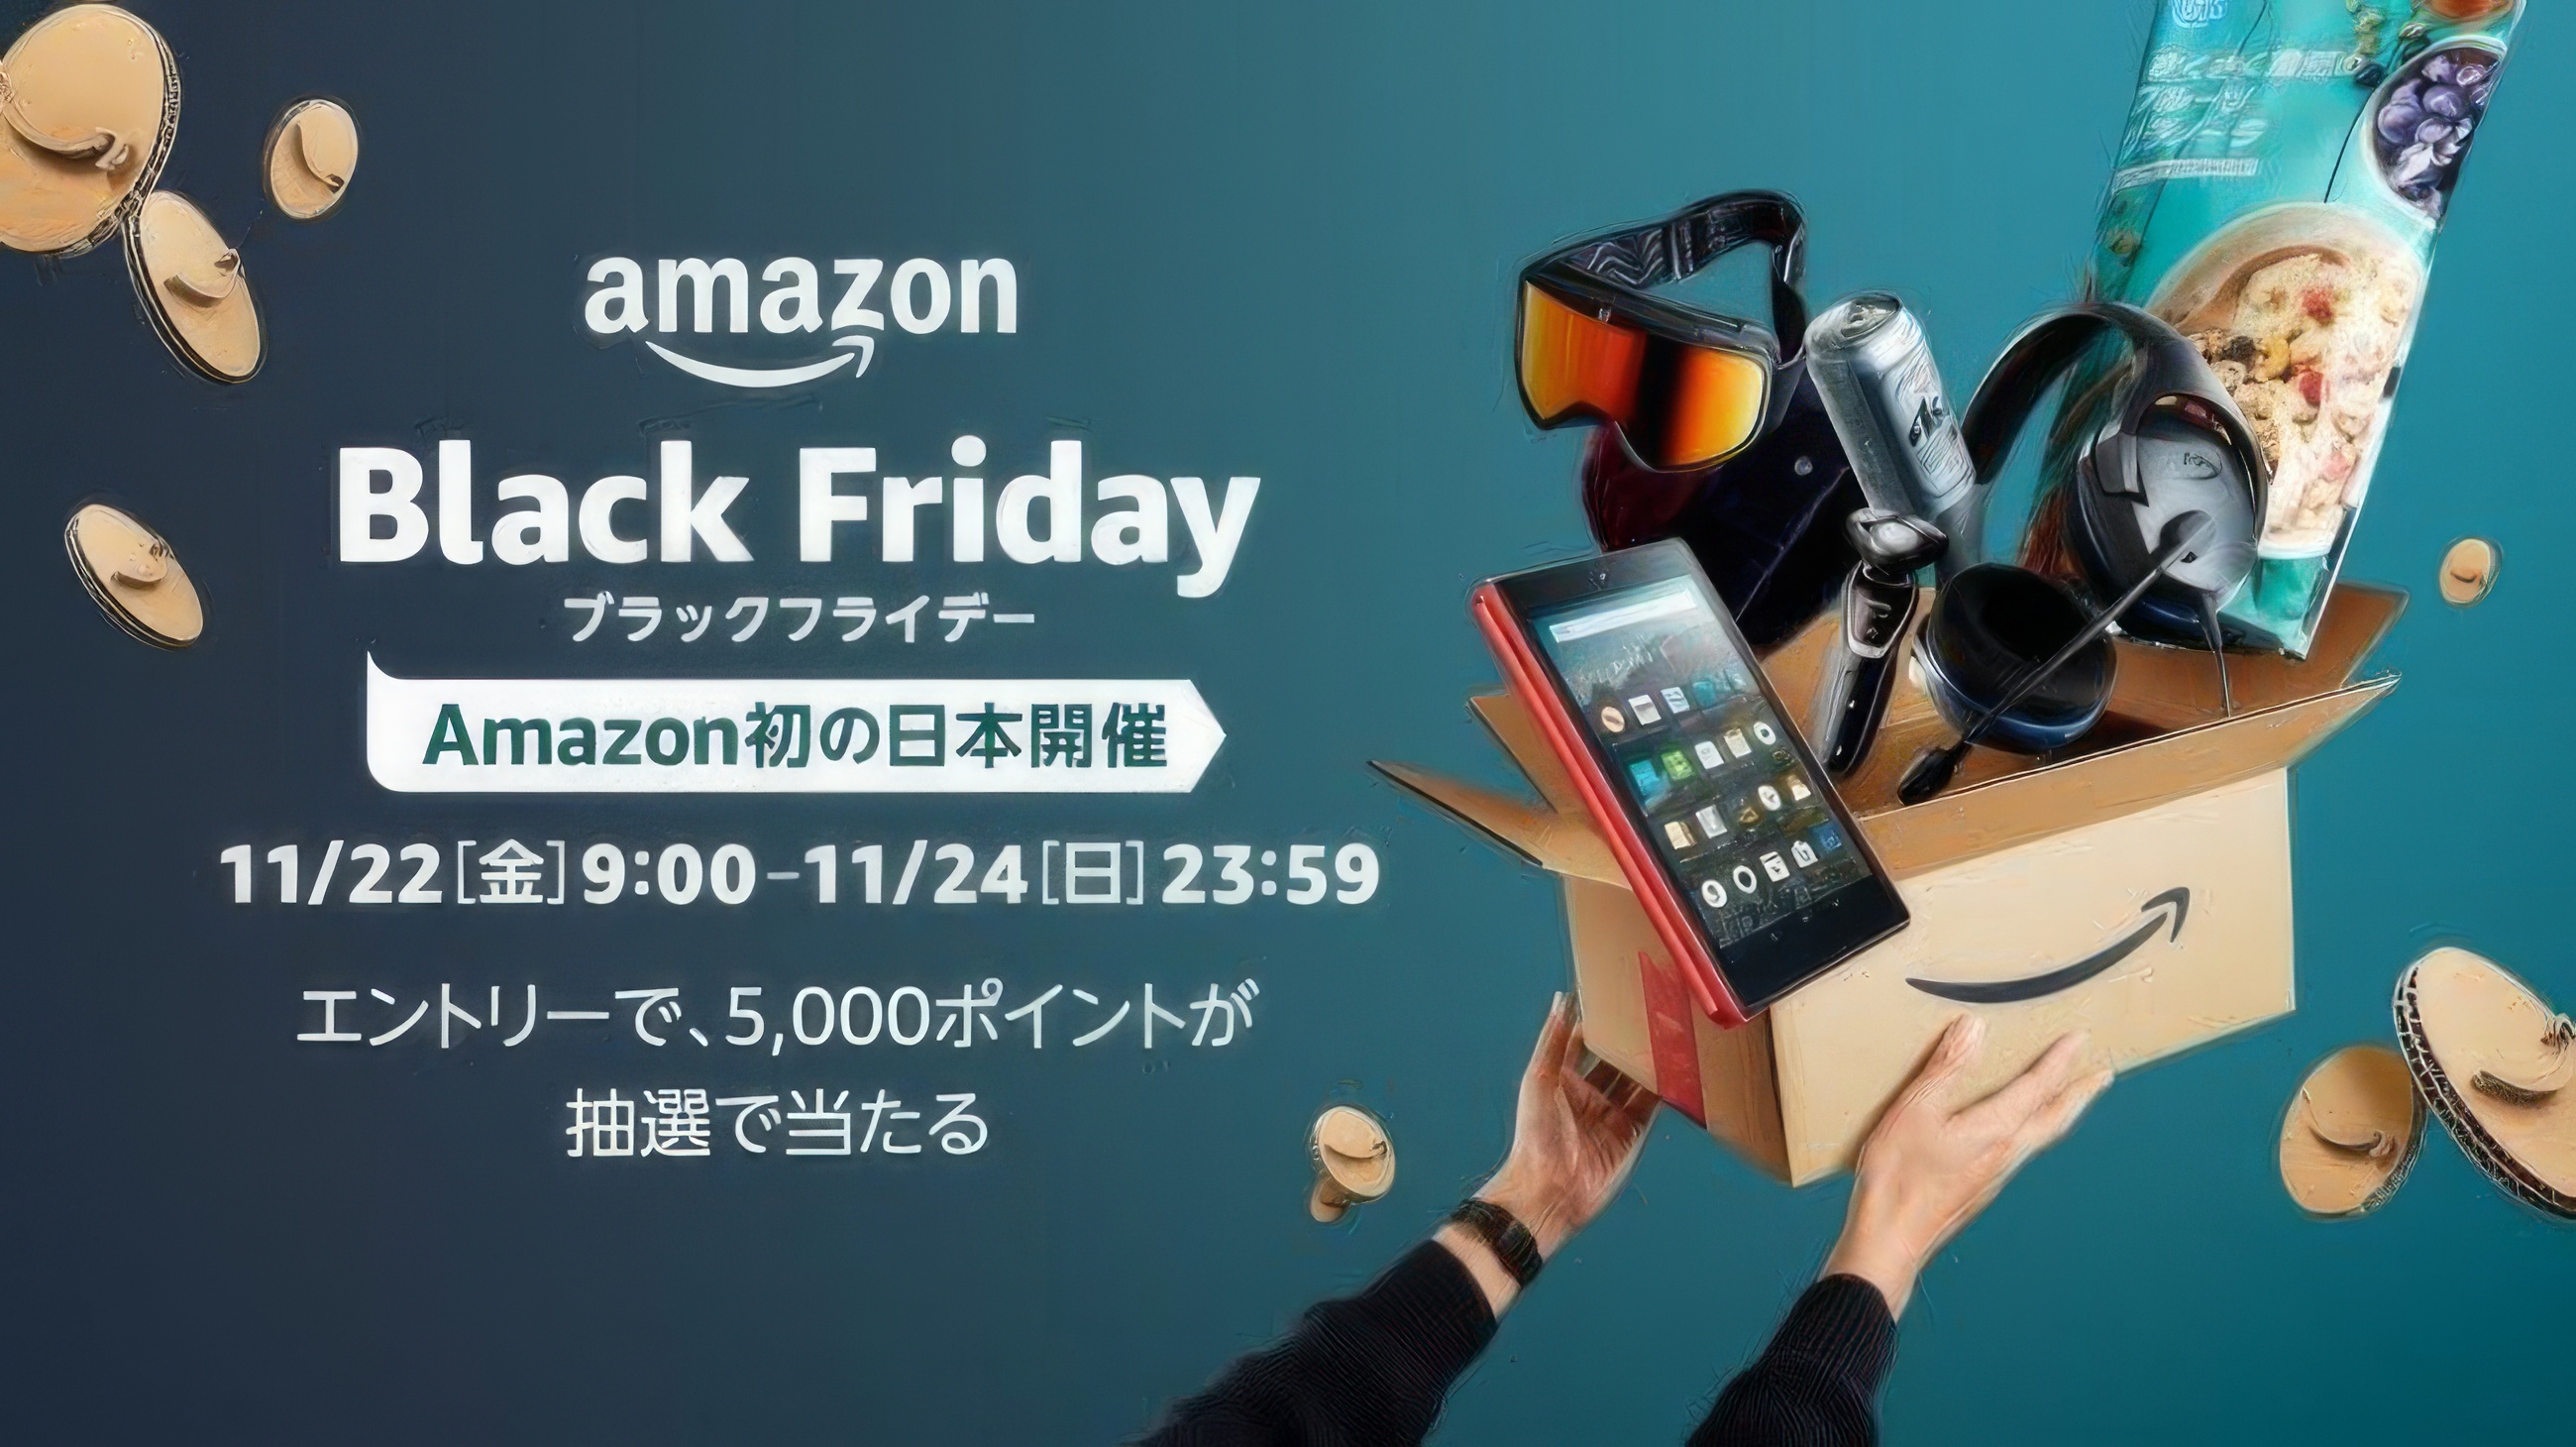 amazon
Black Friday
ブラックフライデー
Amazon初の日本開催
11/22[金]9:00–11/24[日]23:59
エントリーで、5,000ポイントが
抽選で当たる